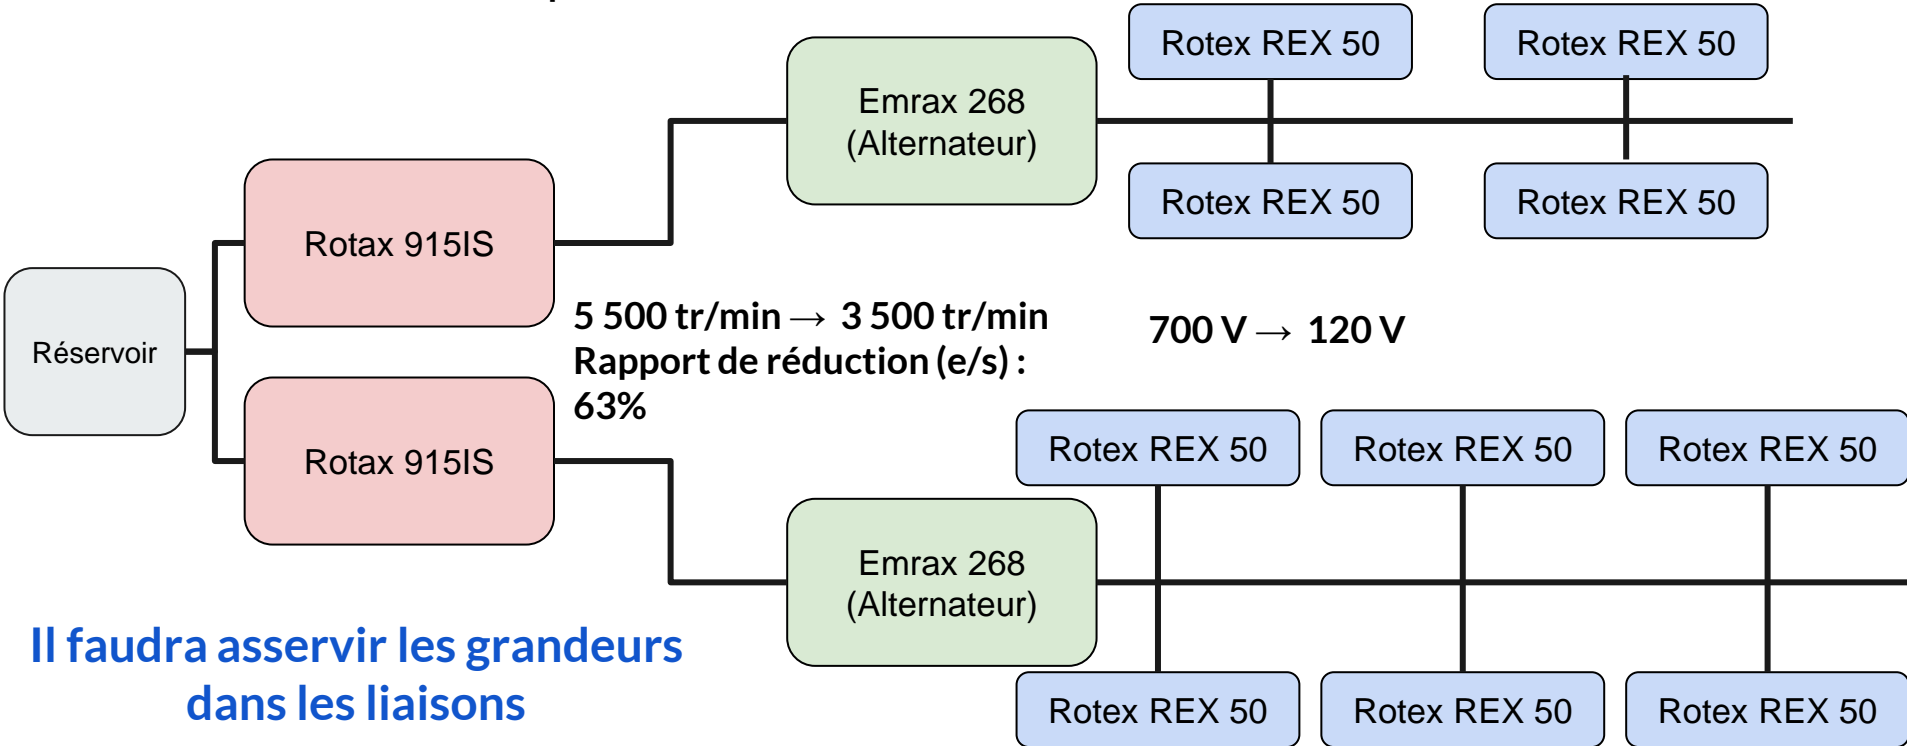 Rotex REX 50
Rotex REX 50
Emrax 268
(Alternateur)
Rotex REX 50
Rotex REX 50
Rotax 915IS
Réservoir
5 500 tr/min → 3 500 tr/min
Rapport de réduction (e/s) :
63%
700 V → 120 V
Rotax 915IS
Rotex REX 50
Rotex REX 50
Rotex REX 50
Emrax 268
(Alternateur)
Il faudra asservir les grandeurs
dans les liaisons
Rotex REX 50
Rotex REX 50
Rotex REX 50